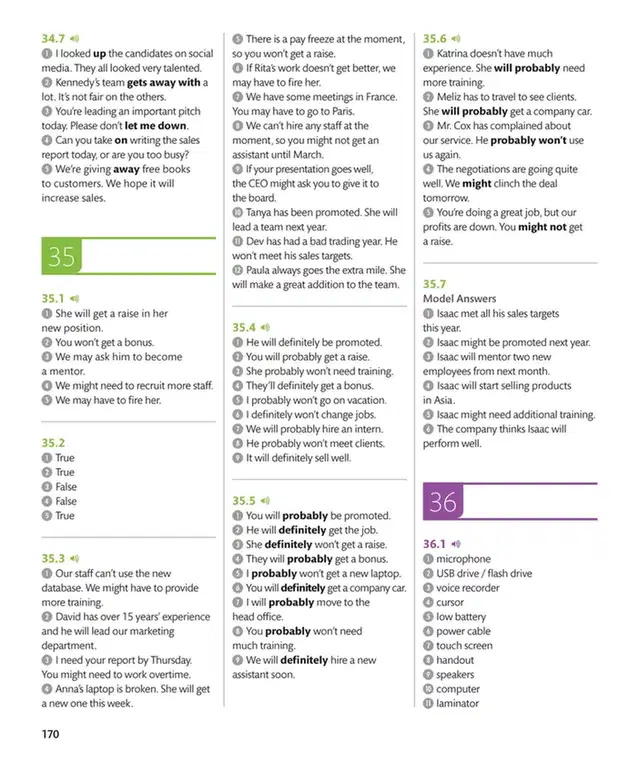 34.7
1 I looked up the candidates on social
media. They all looked very talented.
2 Kennedy's team gets away with a
lot. It's not fair on the others.
3 You're leading an important pitch
today. Please don't let me down.
4 Can you take on writing the sales
report today, or are you too busy?
5 We're giving away free books
to customers. We hope it will
increase sales.
35
35.1
1 She will get a raise in her
new position.
2 You won't get a bonus.
3 We may ask him to become
a mentor.
4 We might need to recruit more staff.
5 We may have to fire her.
35.2
1 True
2 True
3 False
4 False
5 True
35.3
1 Our staff can't use the new
database. We might have to provide
more training.
2 David has over 15 years' experience
and he will lead our marketing
department.
3 I need your report by Thursday.
You might need to work overtime.
4 Anna's laptop is broken. She will get
a new one this week.
5 There is a pay freeze at the moment,
so you won't get a raise.
6 If Rita's work doesn't get better, we
may have to fire her.
7 We have some meetings in France.
You may have to go to Paris.
8 We can't hire any staff at the
moment, so you might not get an
assistant until March.
9 If your presentation goes well,
the CEO might ask you to give it to
the board.
10 Tanya has been promoted. She will
lead a team next year.
11 Dev has had a bad trading year. He
won't meet his sales targets.
12 Paula always goes the extra mile. She
will make a great addition to the team.
35.4
1 He will definitely be promoted.
2 You will probably get a raise.
3 She probably won't need training.
4 They'll definitely get a bonus.
5 I probably won't go on vacation.
6 I definitely won't change jobs.
7 We will probably hire an intern.
8 He probably won't meet clients.
9 It will definitely sell well.
35.5
1 You will probably be promoted.
2 He will definitely get the job.
3 She definitely won't get a raise.
4 They will probably get a bonus.
5 I probably won't get a new laptop.
6 You will definitely get a company car.
7 I will probably move to the
head office.
8 You probably won't need
much training.
9 We will definitely hire a new
assistant soon.
35.6
1 Katrina doesn't have much
experience. She will probably need
more training.
2 Meliz has to travel to see clients.
She will probably get a company car.
3 Mr. Cox has complained about
our service. He probably won't use
us again.
4 The negotiations are going quite
well. We might clinch the deal
tomorrow.
5 You're doing a great job, but our
profits are down. You might not get
a raise.
35.7
Model Answers
1 Isaac met all his sales targets
this year.
2 Isaac might be promoted next year.
3 Isaac will mentor two new
employees from next month.
4 Isaac will start selling products
in Asia.
5 Isaac might need additional training.
6 The company thinks Isaac will
perform well.
36
36.1
1 microphone
2 USB drive / flash drive
3 voice recorder
4 cursor
5 low battery
6 power cable
7 touch screen
8 handout
9 speakers
10 computer
11 laminator
170